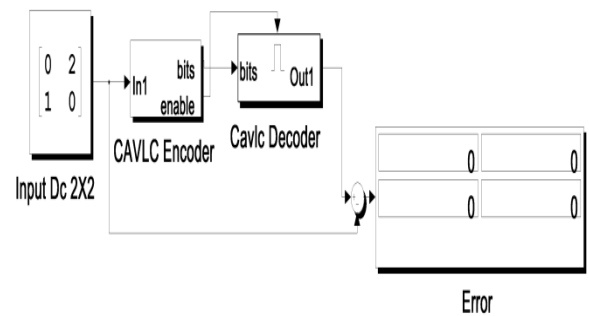 0 2
1 0
Input Dc 2X2
In1
bits
enable
CAVLC Encoder
bits
Out1
Cavlc Decoder
0 0
0 0
Error